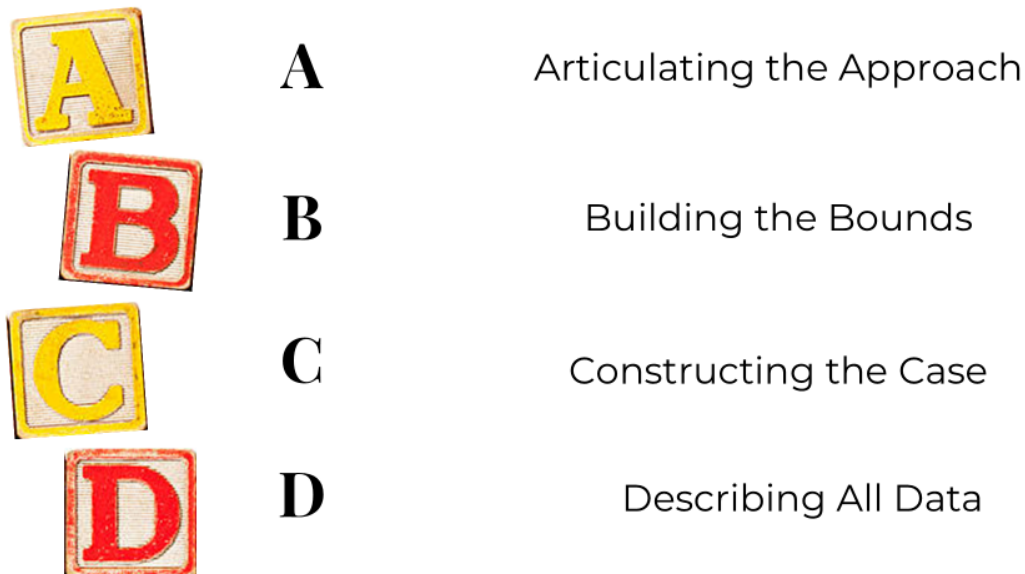 A A Articulating the Approach
B B Building the Bounds
C C Constructing the Case
D D Describing All Data